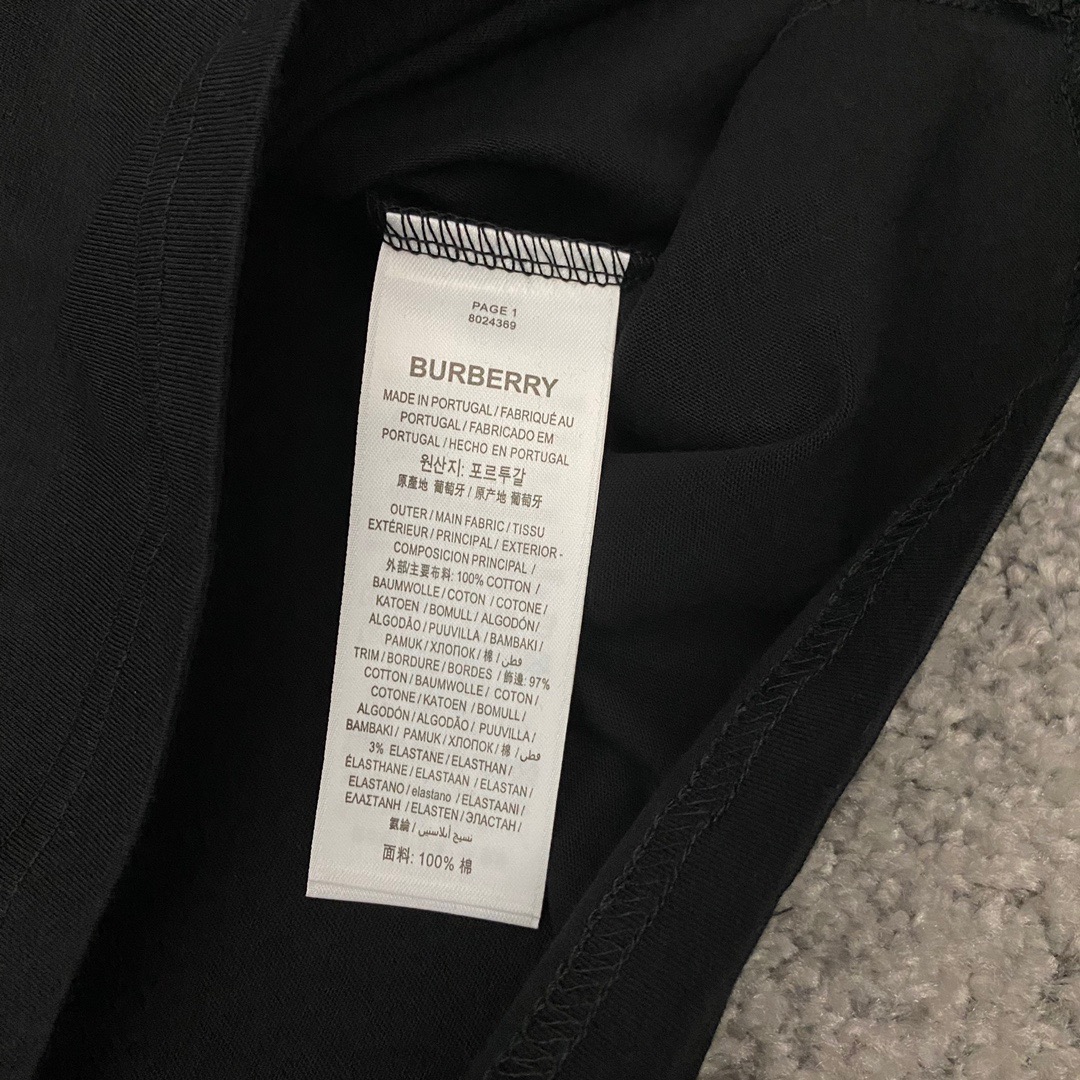 PAGE 1
8024369
BURBERRY
MADE IN PORTUGAL / FABRIQUÉ AU
PORTUGAL / FABRICADO EM
PORTUGAL / HECHO EN PORTUGAL
원산지: 포르투갈
原產地 葡萄牙 / 原产地 葡萄牙
OUTER / MAIN FABRIC / TISSU
EXTÉRIEUR / PRINCIPAL / EXTERIOR -
COMPOSICION PRINCIPAL /
外部/主要布料: 100% COTTON /
BAUMWOLLE / COTON / COTONE /
KATOEN / BOMULL / ALGODÓN /
ALGODÃO / PUUVILLA / BAMBAKI /
PAMUK / ХЛОПОК / 棉 / قطن /
TRIM / BORDURE / BORDES / 飾邊: 97%
COTTON / BAUMWOLLE / COTON /
COTONE / KATOEN / BOMULL /
ALGODÓN / ALGODÃO / PUUVILLA /
BAMBAKI / PAMUK / ХЛОПОК / 棉 / قطن /
3% ELASTANE / ELASTHAN /
ÉLASTHANE / ELASTAAN / ELASTAN /
ELASTANO / elastano / ELASTAANI /
ΕΛΑΣΤΑΝΗ / ELASTEN / ЭЛАСТАН /
氨綸 / نسيج أيلاستين /
面料: 100% 棉